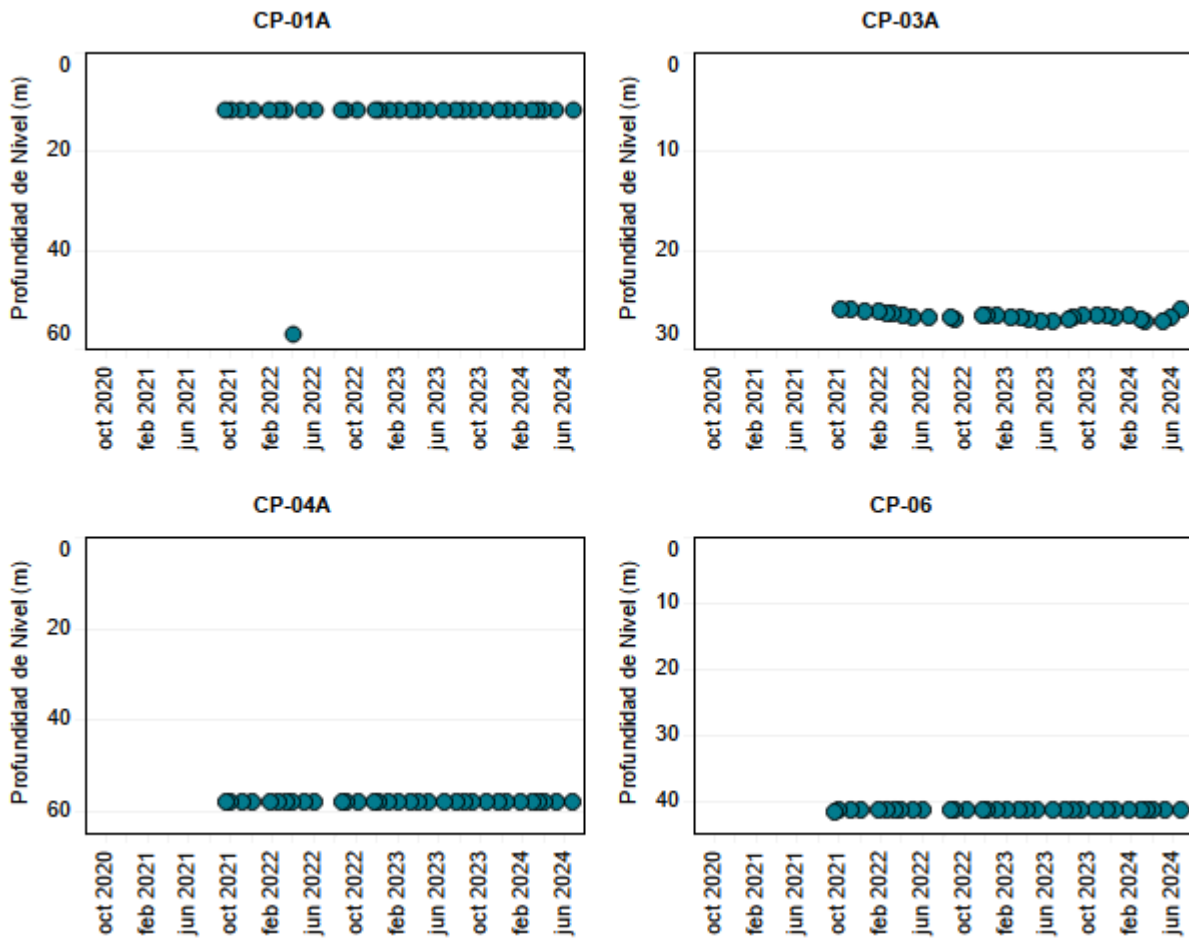 CP-01A
Profundidad de Nivel (m)
0
20
40
60
oct 2020
feb 2021
jun 2021
oct 2021
feb 2022
jun 2022
oct 2022
feb 2023
jun 2023
oct 2023
feb 2024
jun 2024
CP-03A
Profundidad de Nivel (m)
0
10
20
30
oct 2020
feb 2021
jun 2021
oct 2021
feb 2022
jun 2022
oct 2022
feb 2023
jun 2023
oct 2023
feb 2024
jun 2024
CP-04A
Profundidad de Nivel (m)
0
20
40
60
oct 2020
feb 2021
jun 2021
oct 2021
feb 2022
jun 2022
oct 2022
feb 2023
jun 2023
oct 2023
feb 2024
jun 2024
CP-06
Profundidad de Nivel (m)
0
10
20
30
40
oct 2020
feb 2021
jun 2021
oct 2021
feb 2022
jun 2022
oct 2022
feb 2023
jun 2023
oct 2023
feb 2024
jun 2024